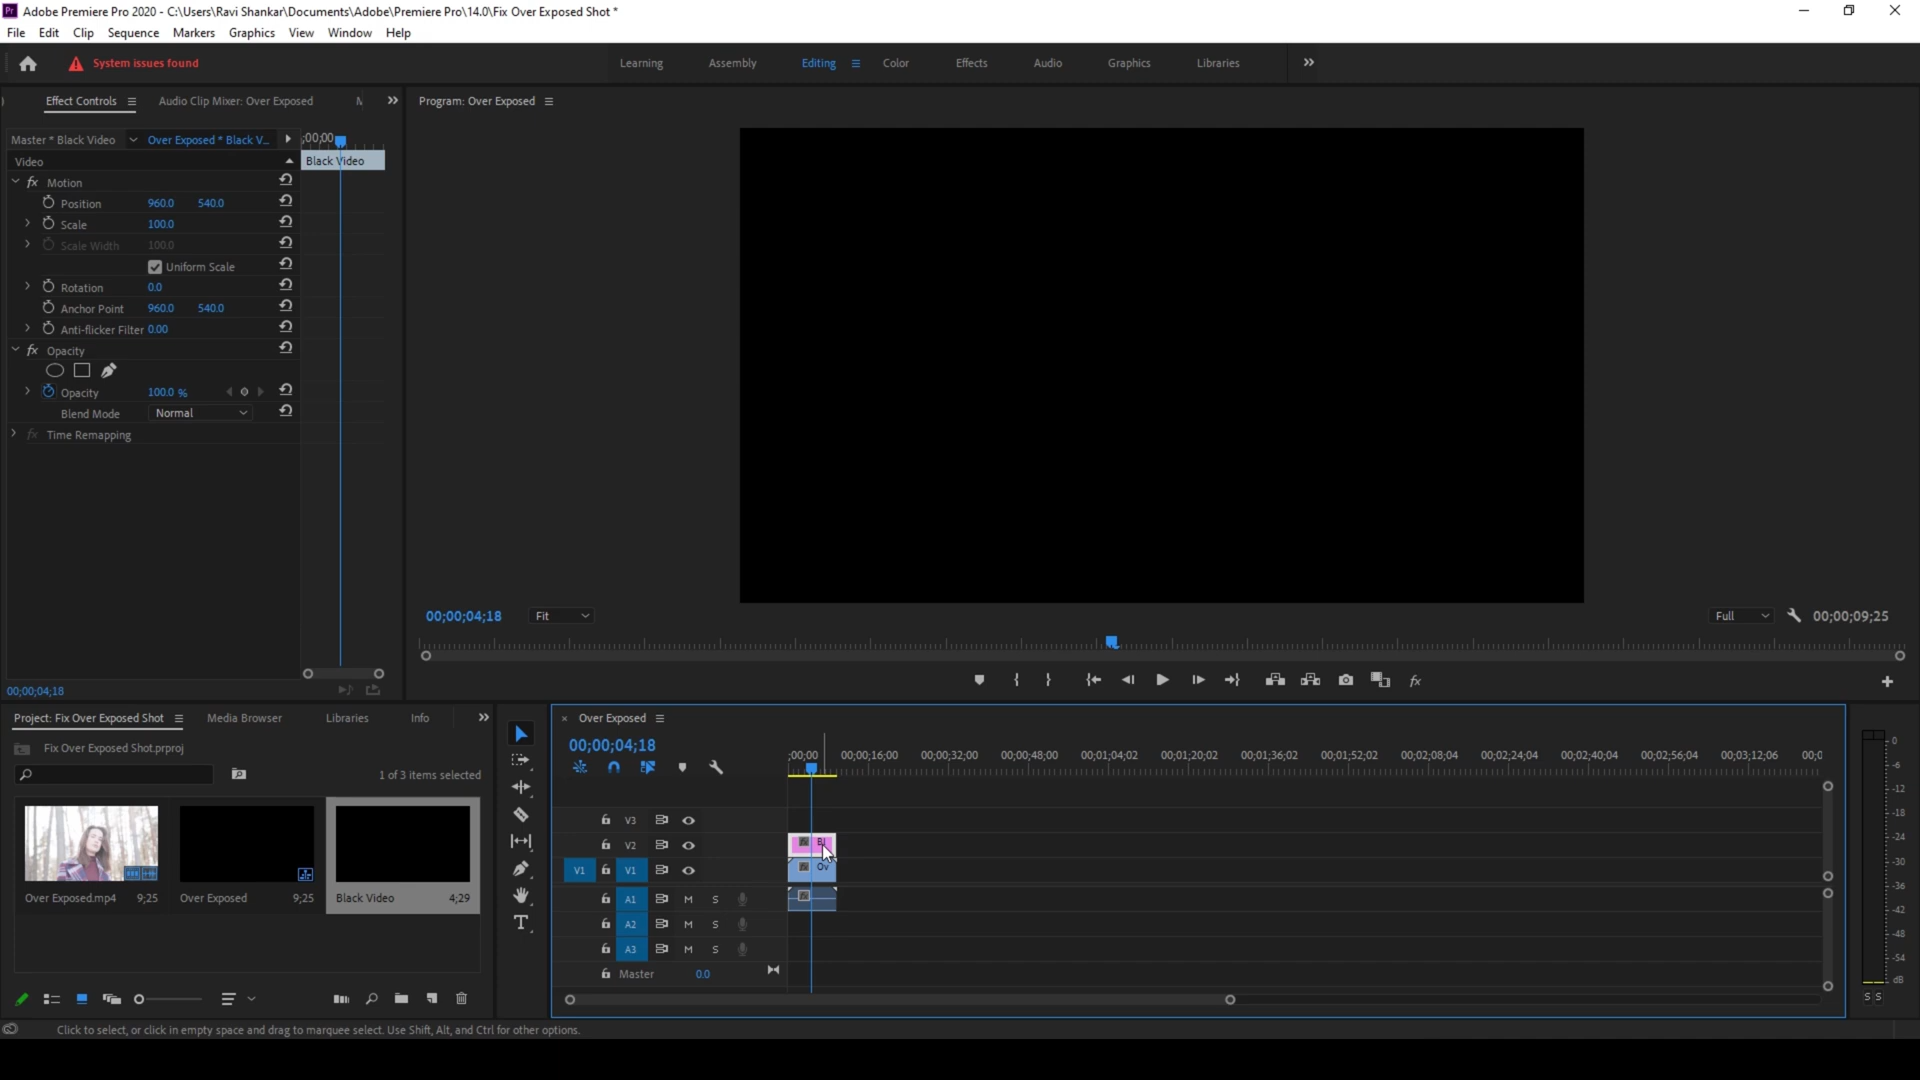 Adobe Premiere Pro 2020 - C:\Users\Ravi Shankar\Documents\Adobe\Premiere Pro\14.0\Fix Over Exposed Shot *
File Edit Clip Sequence Markers Graphics View Window Help
System issues found
Learning Assembly Editing Color Effects Audio Graphics Libraries
Effect Controls Audio Clip Mixer: Over Exposed
Program: Over Exposed
Master * Black Video Over Exposed * Black V... ;00;00
Video Black Video
Motion
Position 960.0 540.0
Scale 100.0
Scale Width 100.0
Uniform Scale
Rotation 0.0
Anchor Point 960.0 540.0
Anti-flicker Filter 0.00
Opacity
Opacity 100.0 %
Blend Mode Normal
Time Remapping
00;00;04;18 Fit Full 00;00;09;25
00;00;04;18
Project: Fix Over Exposed Shot Media Browser Libraries Info
Fix Over Exposed Shot.prproj
1 of 3 items selected
Over Exposed.mp4 9;25 Over Exposed 9;25 Black Video 4;29
Over Exposed
00;00;04;18
;00;00 00;00;16;00 00;00;32;00 00;00;48;00 00;01;04;02 00;01;20;02 00;01;36;02 00;01;52;02 00;02;08;04 00;02;24;04 00;02;40;04 00;02;56;04 00;03;12;06 00;0
V3
V2 Bl
V1 V1 Ov
A1 M S
A2 M S
A3 M S
Master 0.0
0
-6
-12
-18
-24
-30
-36
-42
-48
-54
dB
S S
Click to select, or click in empty space and drag to marquee select. Use Shift, Alt, and Ctrl for other options.